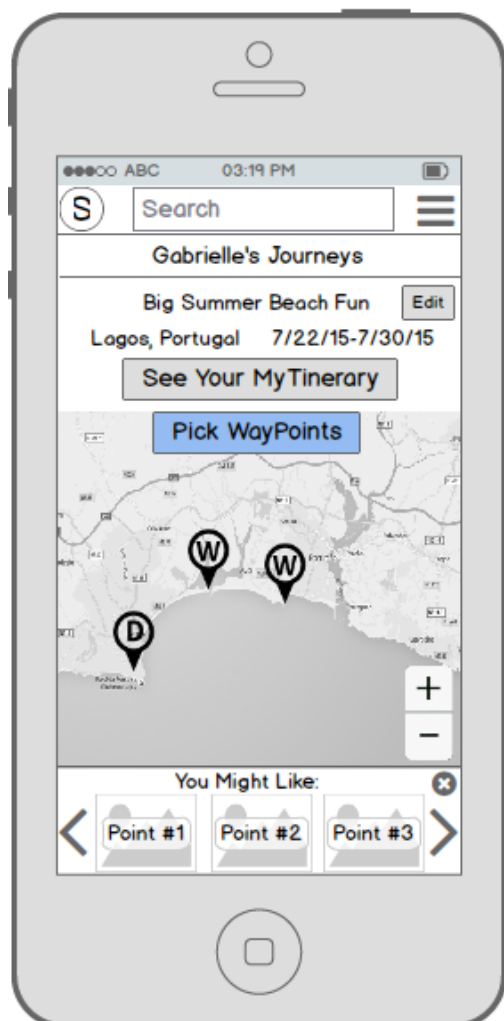 ABC 03:19 PM
S Search
Gabrielle's Journeys
Big Summer Beach Fun Edit
Lagos, Portugal 7/22/15-7/30/15
See Your MyTinerary
Pick WayPoints
W
W
D
+
−
You Might Like:
Point #1 Point #2 Point #3